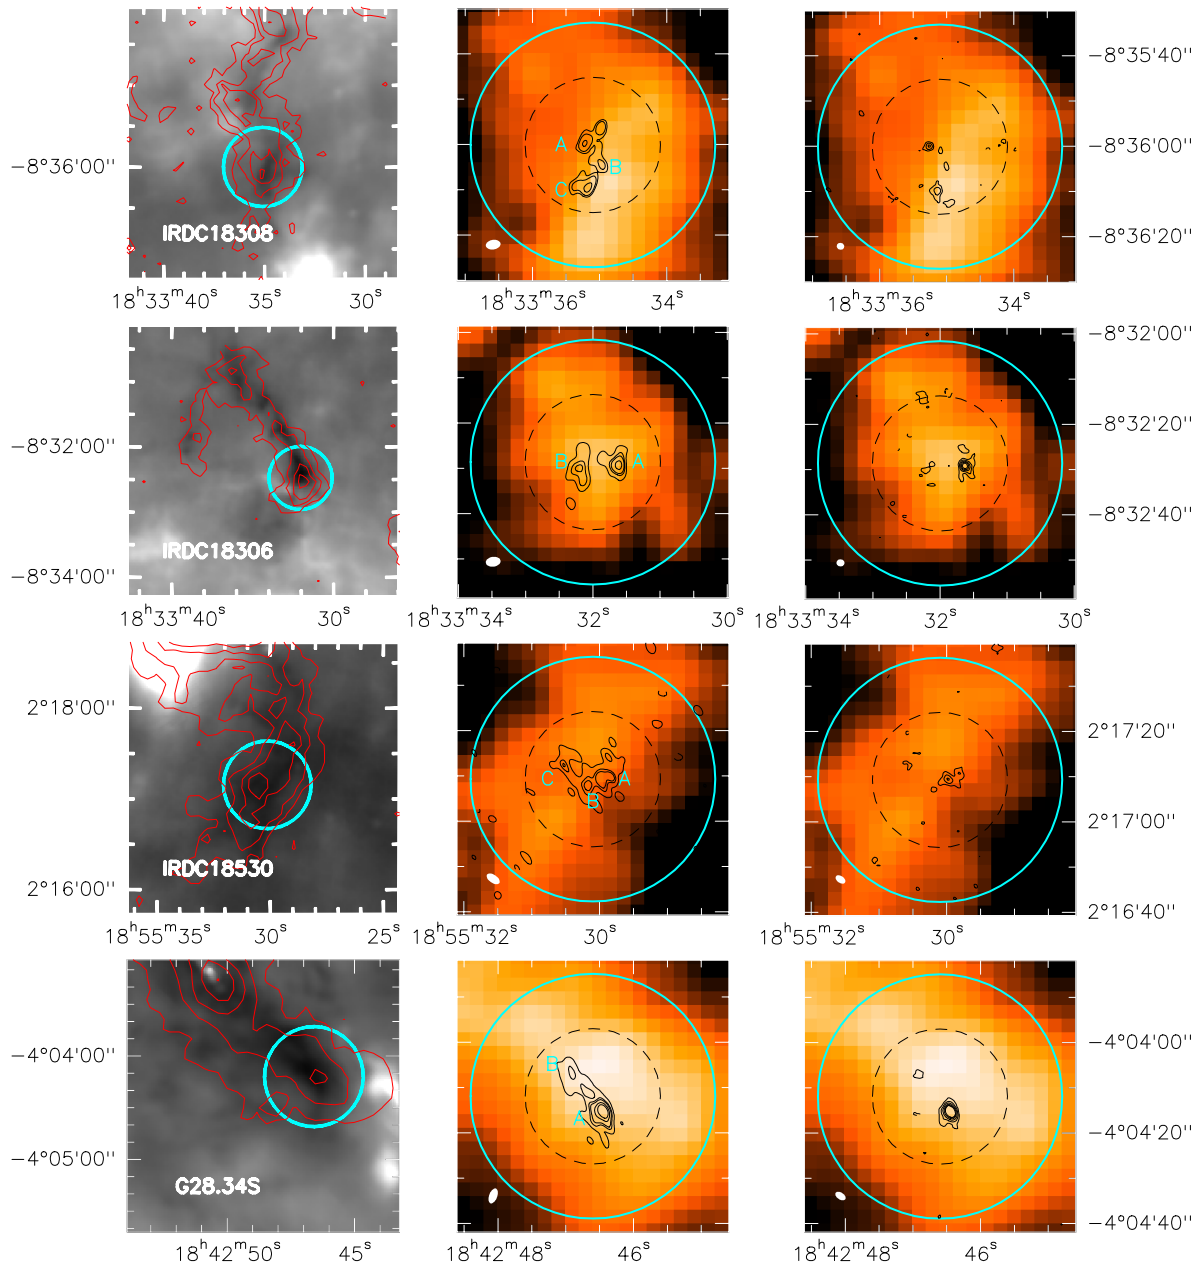 −8°35'40''
A
−8°36'00''
B
−8°36'00''
C
IRDC18308
−8°36'20''
18ʰ33ᵐ40ˢ 35ˢ 30ˢ
18ʰ33ᵐ36ˢ 34ˢ
18ʰ33ᵐ36ˢ 34ˢ
−8°32'00''
−8°32'20''
−8°32'00''
B A
−8°32'40''
IRDC18306
−8°34'00''
18ʰ33ᵐ40ˢ 30ˢ
18ʰ33ᵐ34ˢ 32ˢ 30ˢ
18ʰ33ᵐ34ˢ 32ˢ 30ˢ
2°18'00''
2°17'20''
C A
B
2°17'00''
IRDC18530
2°16'00''
2°16'40''
18ʰ55ᵐ35ˢ 30ˢ 25ˢ
18ʰ55ᵐ32ˢ 30ˢ
18ʰ55ᵐ32ˢ 30ˢ
−4°04'00''
−4°04'00''
B
A
−4°04'20''
−4°05'00''
G28.34S
−4°04'40''
18ʰ42ᵐ50ˢ 45ˢ
18ʰ42ᵐ48ˢ 46ˢ
18ʰ42ᵐ48ˢ 46ˢ